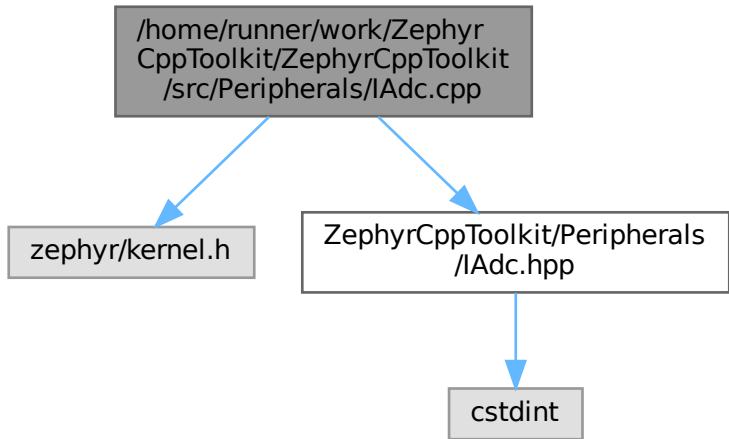 /home/runner/work/Zephyr
CppToolkit/ZephyrCppToolkit
/src/Peripherals/IAdc.cpp
zephyr/kernel.h
ZephyrCppToolkit/Peripherals
/IAdc.hpp
cstdint